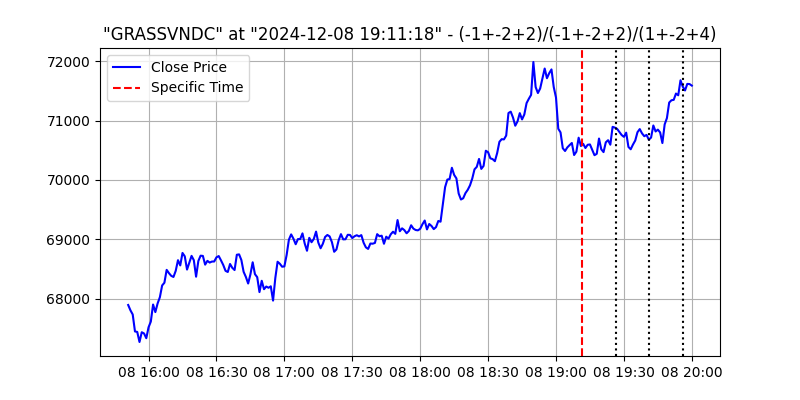 "GRASSVNDC" at "2024-12-08 19:11:18" - (-1+-2+2)/(-1+-2+2)/(1+-2+4)
Close Price
Specific Time
72000
71000
70000
69000
68000
08 16:00 08 16:30 08 17:00 08 17:30 08 18:00 08 18:30 08 19:00 08 19:30 08 20:00